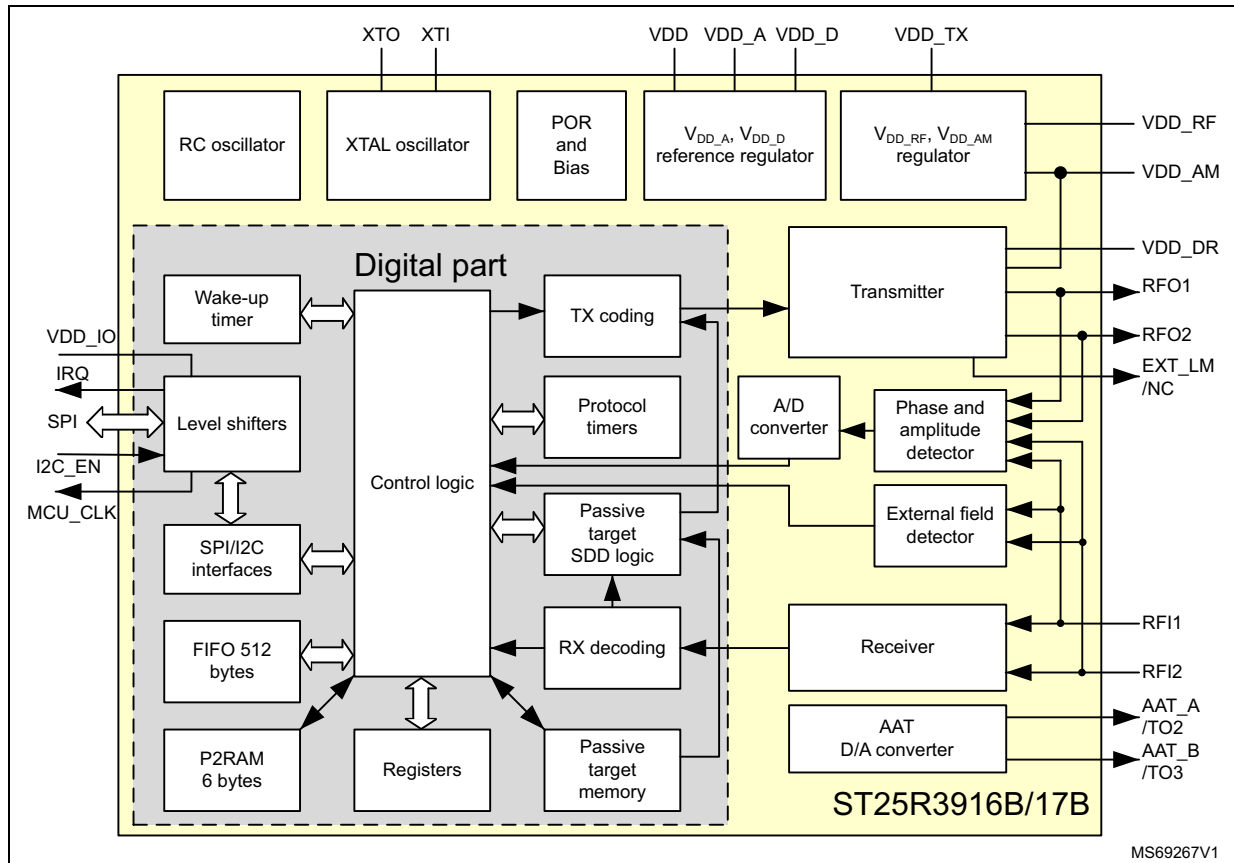 XTO
XTI
VDD
VDD_A
VDD_D
VDD_TX
RC oscillator
XTAL oscillator
POR
and
Bias
VDD_A, VDD_D
reference regulator
VDD_RF, VDD_AM
regulator
VDD_RF
VDD_AM
VDD_DR
RFO1
RFO2
EXT_LM
/NC
Digital part
Wake-up
timer
TX coding
Transmitter
VDD_IO
IRQ
SPI
I2C_EN
MCU_CLK
Level shifters
Control logic
Protocol
timers
A/D
converter
Phase and
amplitude
detector
SPI/I2C
interfaces
Passive
target
SDD logic
External field
detector
FIFO 512
bytes
RX decoding
Receiver
RFI1
RFI2
P2RAM
6 bytes
Registers
Passive
target
memory
AAT
D/A converter
AAT_A
/TO2
AAT_B
/TO3
ST25R3916B/17B
MS69267V1